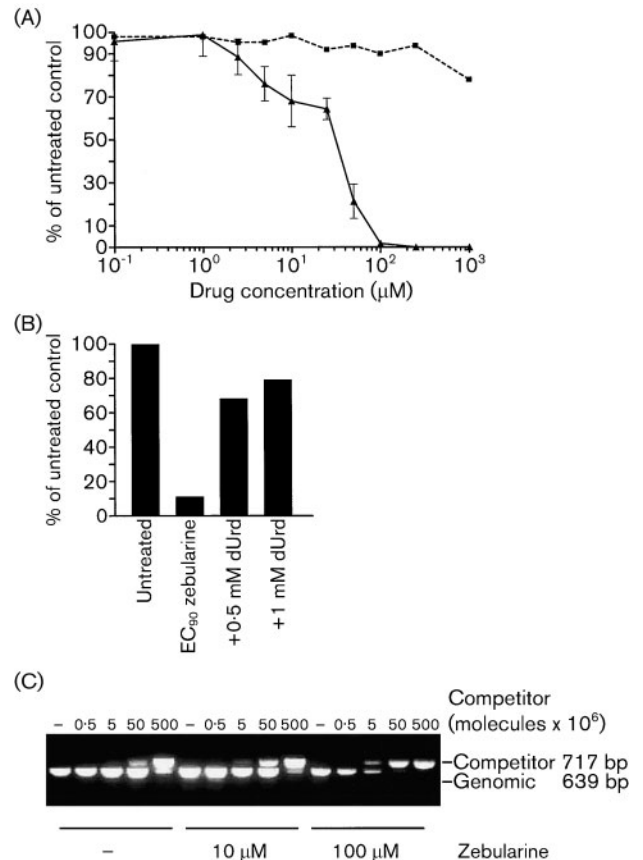 (A)
% of untreated control
100
90
70
50
30
10
0
10⁻¹ 10⁰ 10¹ 10² 10³
Drug concentration (μM)
(B)
% of untreated control
100
80
60
40
20
0
Untreated
EC₉₀ zebularine
+0·5 mM dUrd
+1 mM dUrd
(C)
Competitor
– 0·5 5 50 500 – 0·5 5 50 500 – 0·5 5 50 500 (molecules x 10⁶)
–Competitor 717 bp
–Genomic 639 bp
– 10 μM 100 μM Zebularine